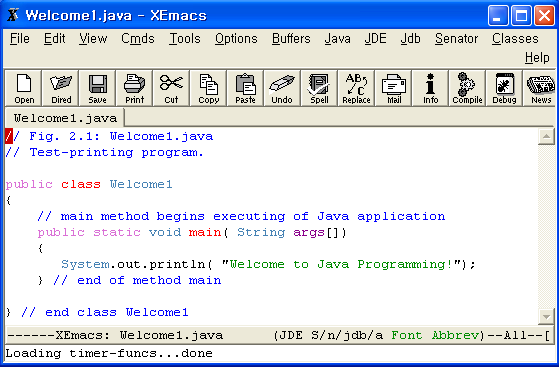 Welcome1.java - XEmacs
File Edit View Cmds Tools Options Buffers Java JDE Jdb Senator Classes
Help
Open Dired Save Print Cut Copy Paste Undo Spell Replace Mail Info Compile Debug News
Welcome1.java
// Fig. 2.1: Welcome1.java
// Test-printing program.
public class Welcome1
{
// main method begins executing of Java application
public static void main( String args[])
{
System.out.println( "Welcome to Java Programming!");
} // end of method main
} // end class Welcome1
------XEmacs: Welcome1.java (JDE S/n/jdb/a Font Abbrev)--All--[
Loading timer-funcs...done